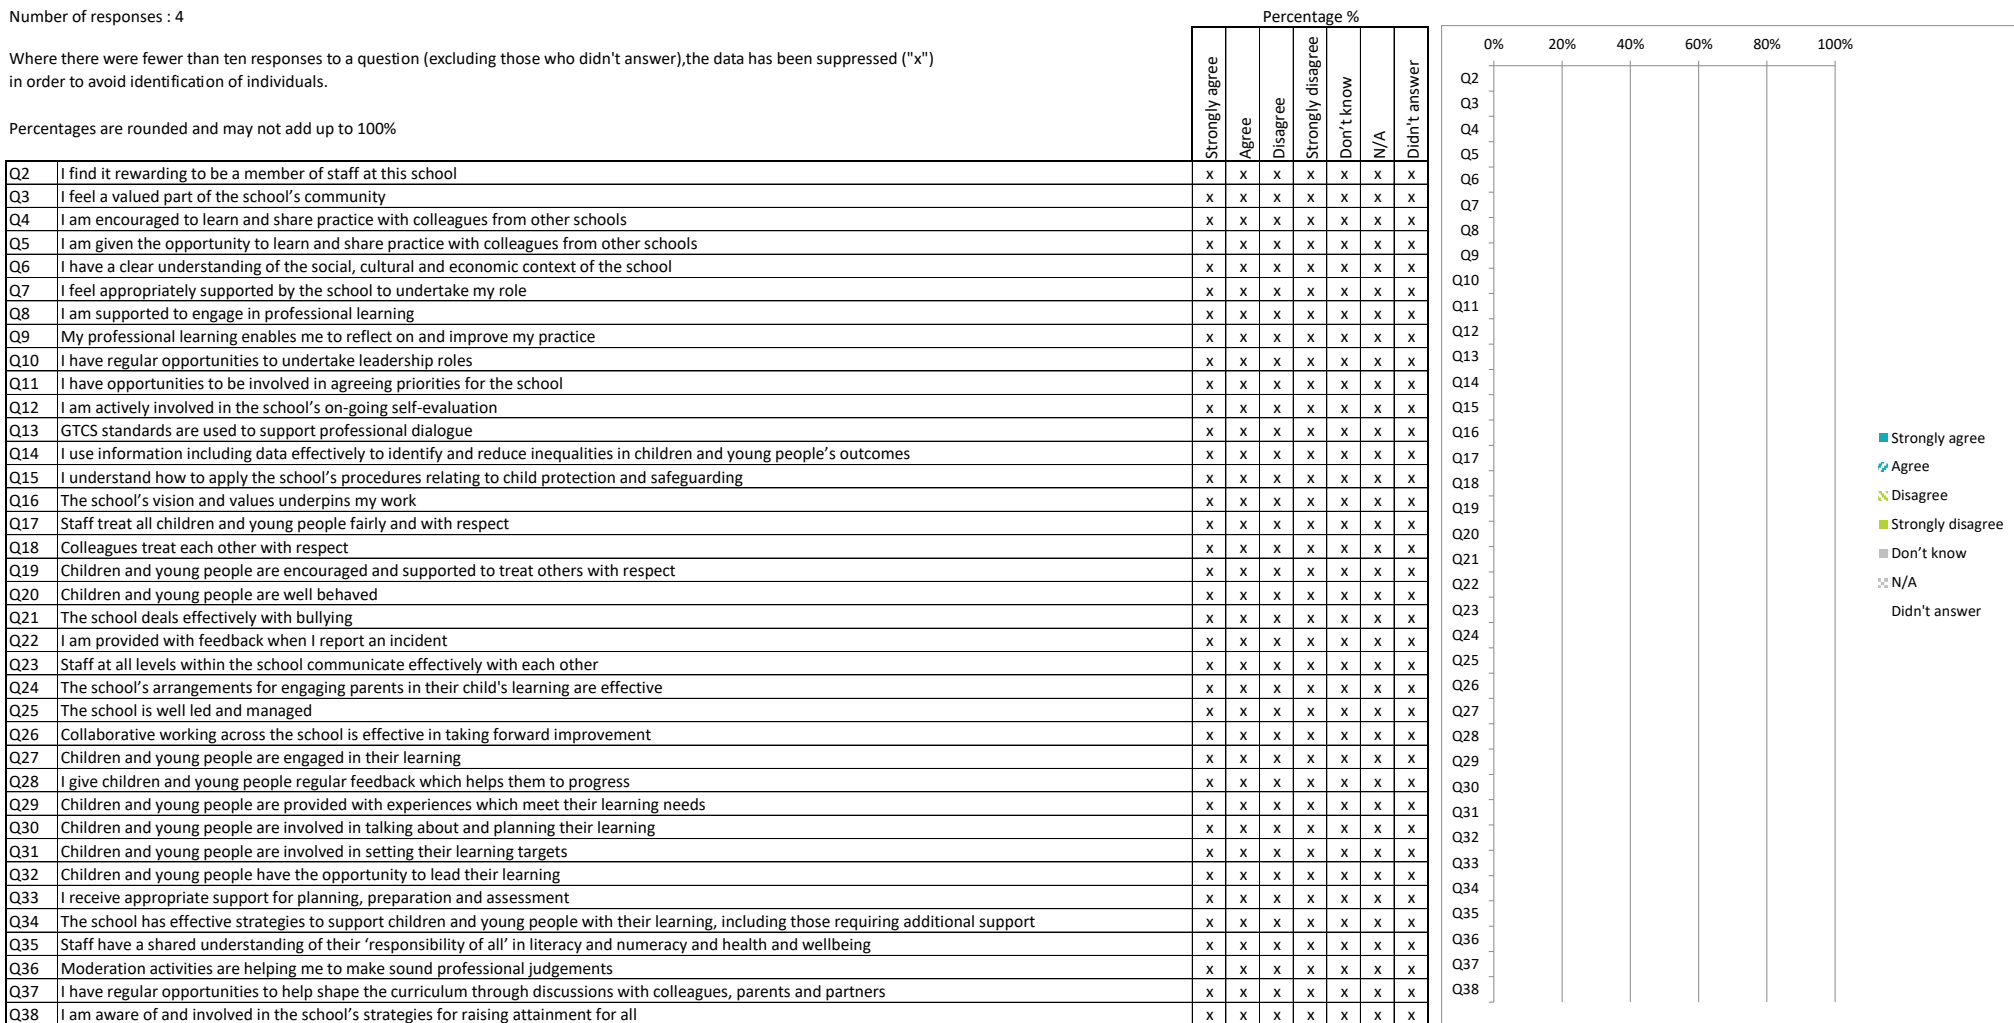 Number of responses : 4
Percentage %
Where there were fewer than ten responses to a question (excluding those who didn't answer),the data has been suppressed ("x")
in order to avoid identification of individuals.
Percentages are rounded and may not add up to 100%
Strongly agree
Agree
Disagree
Strongly disagree
Don't know
N/A
Didn't answer
Q2 I find it rewarding to be a member of staff at this school x x x x x x x
Q3 I feel a valued part of the school’s community x x x x x x x
Q4 I am encouraged to learn and share practice with colleagues from other schools x x x x x x x
Q5 I am given the opportunity to learn and share practice with colleagues from other schools x x x x x x x
Q6 I have a clear understanding of the social, cultural and economic context of the school x x x x x x x
Q7 I feel appropriately supported by the school to undertake my role x x x x x x x
Q8 I am supported to engage in professional learning x x x x x x x
Q9 My professional learning enables me to reflect on and improve my practice x x x x x x x
Q10 I have regular opportunities to undertake leadership roles x x x x x x x
Q11 I have opportunities to be involved in agreeing priorities for the school x x x x x x x
Q12 I am actively involved in the school’s on-going self-evaluation x x x x x x x
Q13 GTCS standards are used to support professional dialogue x x x x x x x
Q14 I use information including data effectively to identify and reduce inequalities in children and young people’s outcomes x x x x x x x
Q15 I understand how to apply the school’s procedures relating to child protection and safeguarding x x x x x x x
Q16 The school’s vision and values underpins my work x x x x x x x
Q17 Staff treat all children and young people fairly and with respect x x x x x x x
Q18 Colleagues treat each other with respect x x x x x x x
Q19 Children and young people are encouraged and supported to treat others with respect x x x x x x x
Q20 Children and young people are well behaved x x x x x x x
Q21 The school deals effectively with bullying x x x x x x x
Q22 I am provided with feedback when I report an incident x x x x x x x
Q23 Staff at all levels within the school communicate effectively with each other x x x x x x x
Q24 The school’s arrangements for engaging parents in their child's learning are effective x x x x x x x
Q25 The school is well led and managed x x x x x x x
Q26 Collaborative working across the school is effective in taking forward improvement x x x x x x x
Q27 Children and young people are engaged in their learning x x x x x x x
Q28 I give children and young people regular feedback which helps them to progress x x x x x x x
Q29 Children and young people are provided with experiences which meet their learning needs x x x x x x x
Q30 Children and young people are involved in talking about and planning their learning x x x x x x x
Q31 Children and young people are involved in setting their learning targets x x x x x x x
Q32 Children and young people have the opportunity to lead their learning x x x x x x x
Q33 I receive appropriate support for planning, preparation and assessment x x x x x x x
Q34 The school has effective strategies to support children and young people with their learning, including those requiring additional support x x x x x x x
Q35 Staff have a shared understanding of their ‘responsibility of all’ in literacy and numeracy and health and wellbeing x x x x x x x
Q36 Moderation activities are helping me to make sound professional judgements x x x x x x x
Q37 I have regular opportunities to help shape the curriculum through discussions with colleagues, parents and partners x x x x x x x
Q38 I am aware of and involved in the school’s strategies for raising attainment for all x x x x x x x
0% 20% 40% 60% 80% 100%
Q2
Q3
Q4
Q5
Q6
Q7
Q8
Q9
Q10
Q11
Q12
Q13
Q14
Q15
Q16
Q17
Q18
Q19
Q20
Q21
Q22
Q23
Q24
Q25
Q26
Q27
Q28
Q29
Q30
Q31
Q32
Q33
Q34
Q35
Q36
Q37
Q38
Strongly agree
Agree
Disagree
Strongly disagree
Don’t know
N/A
Didn't answer